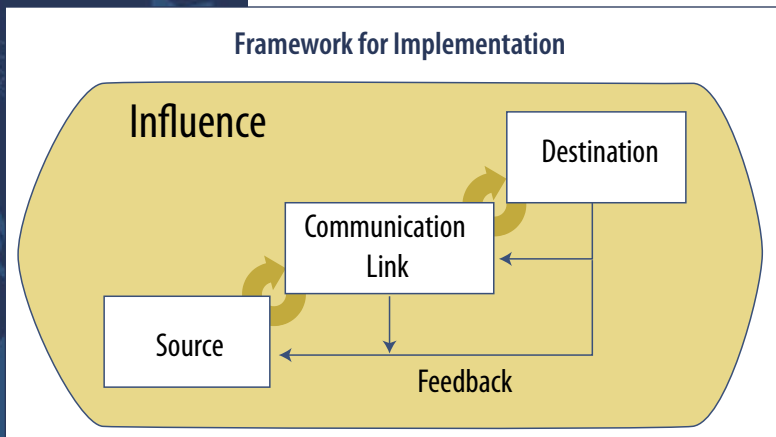 Framework for Implementation
Influence
Destination
Communication
Link
Source
Feedback